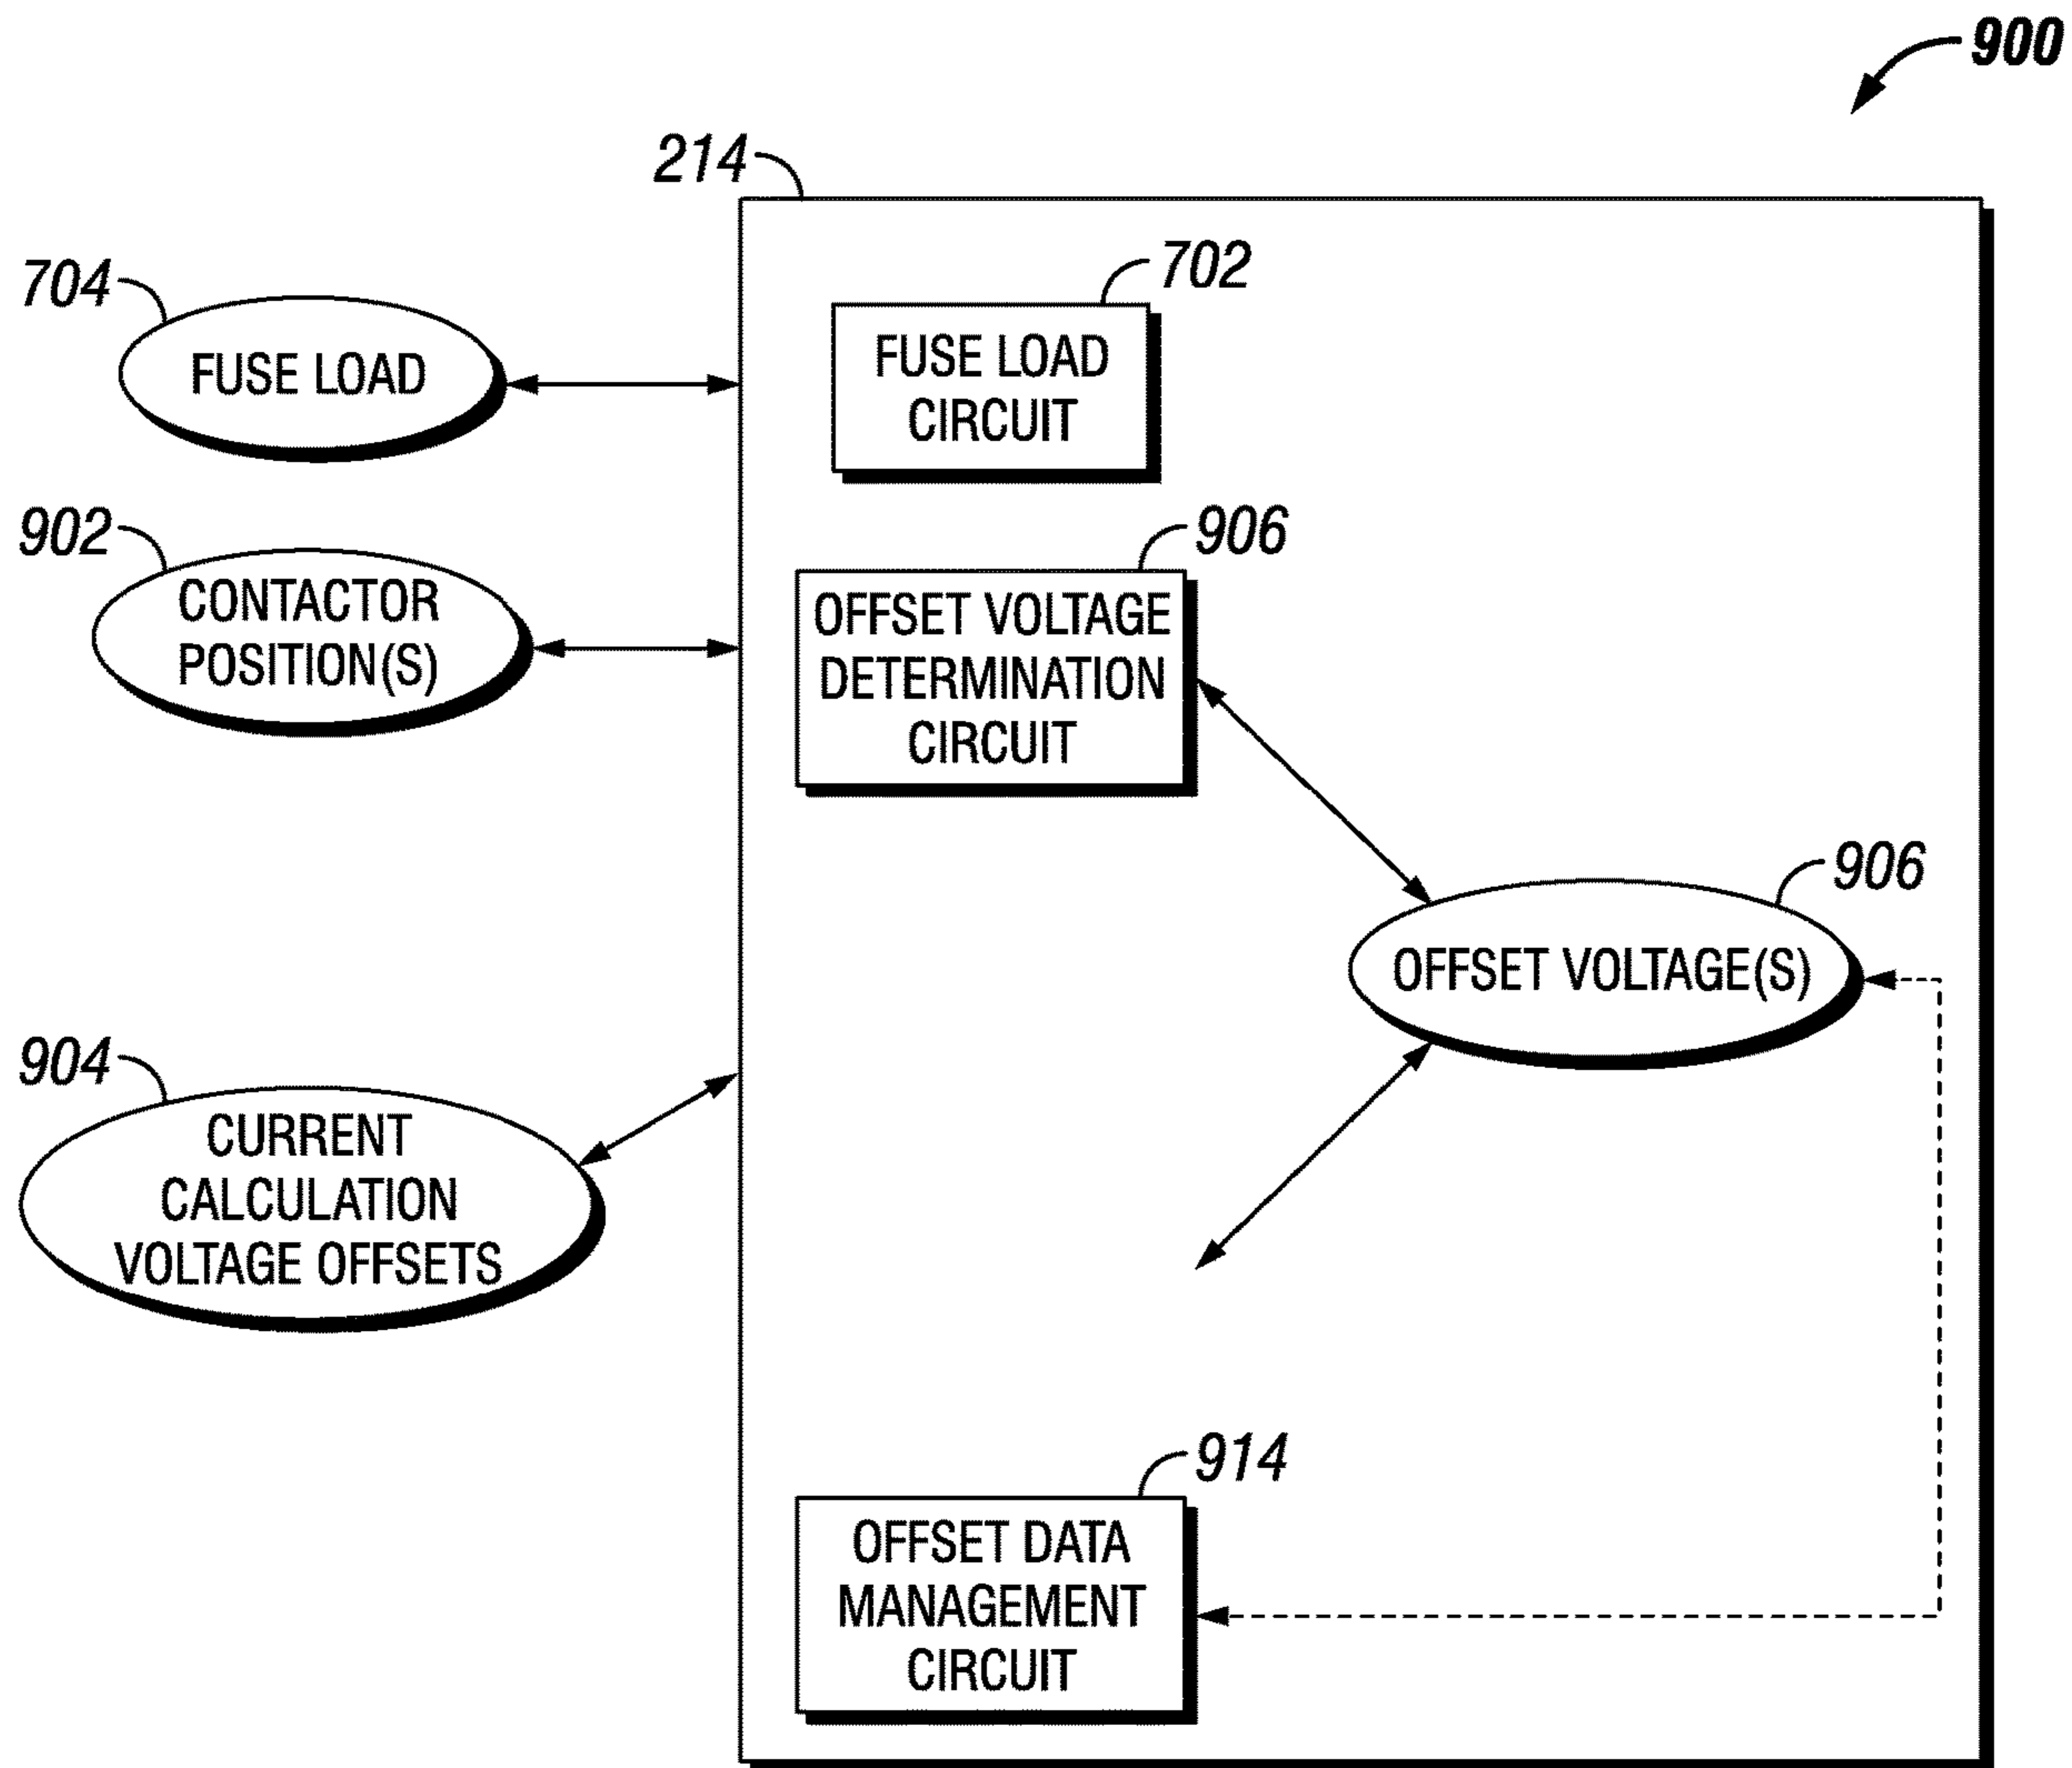 900
214
704
FUSE LOAD
702
FUSE LOAD
CIRCUIT
902
CONTACTOR
POSITION(S)
906
OFFSET VOLTAGE
DETERMINATION
CIRCUIT
906
OFFSET VOLTAGE(S)
904
CURRENT
CALCULATION
VOLTAGE OFFSETS
914
OFFSET DATA
MANAGEMENT
CIRCUIT